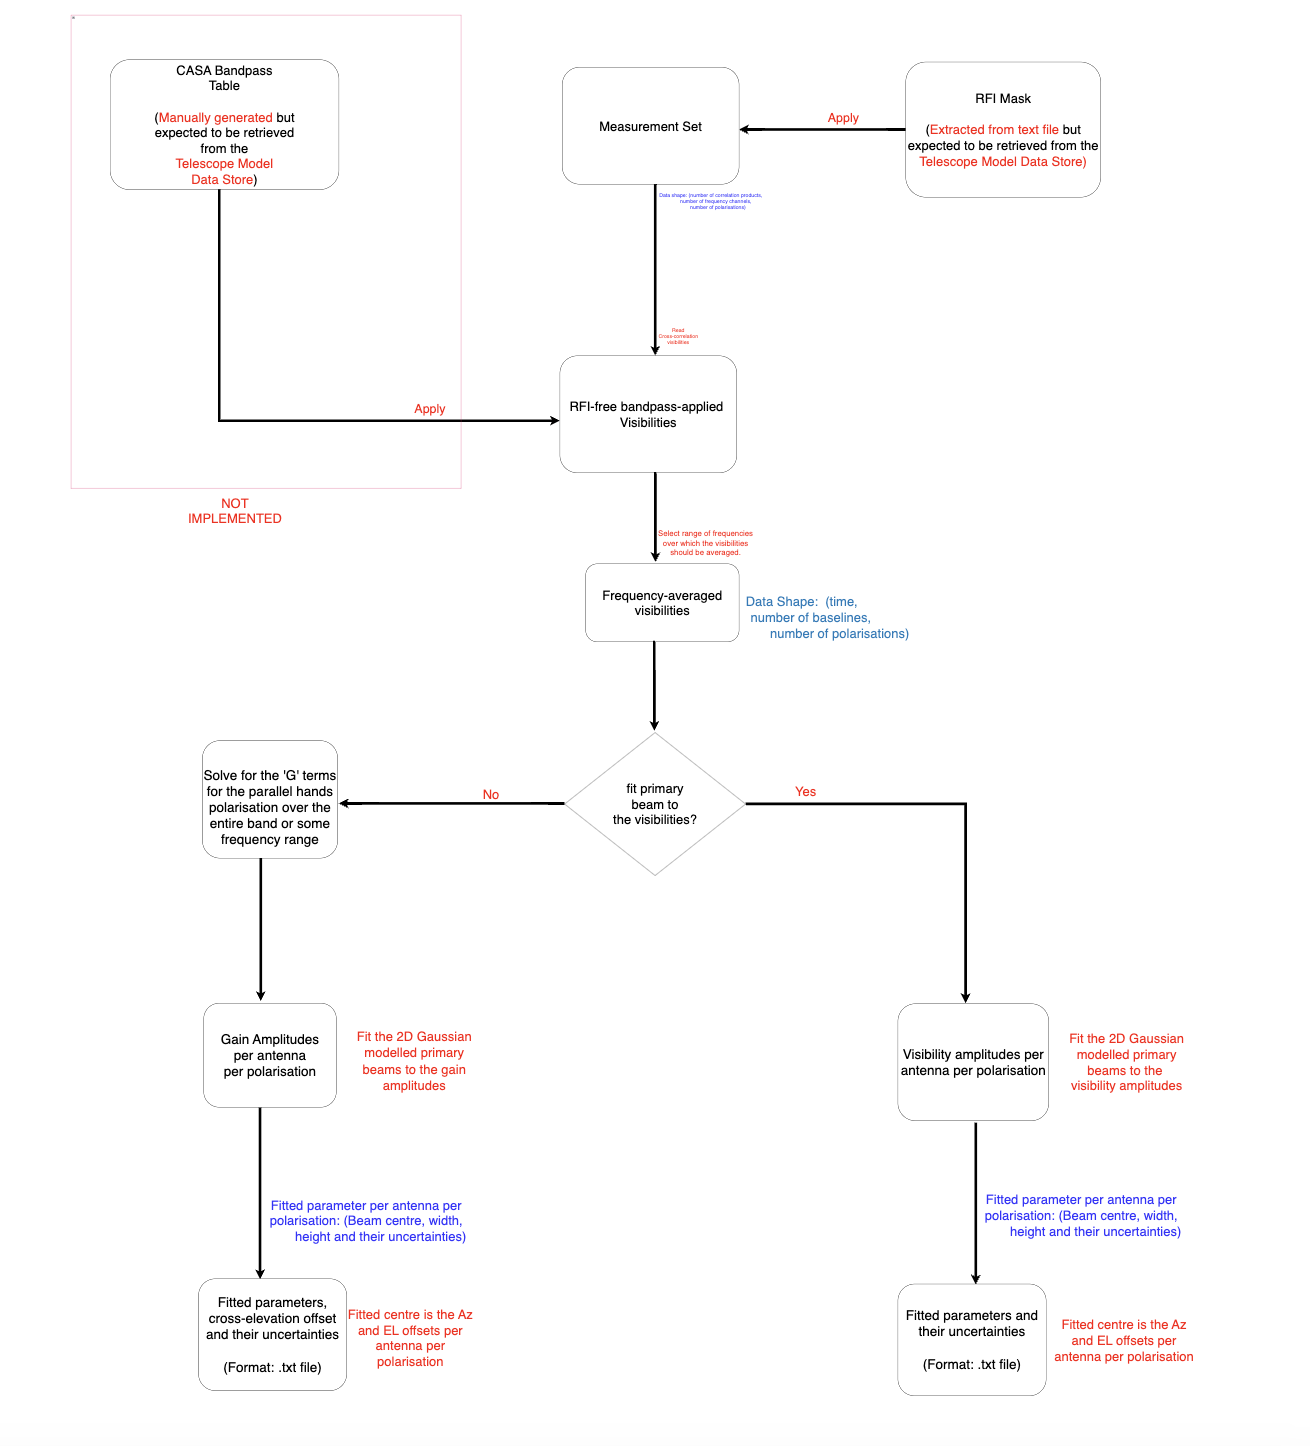 CASA Bandpass
Table
(Manually generated but
expected to be retrieved
from the
Telescope Model
Data Store)
Measurement Set
Apply
RFI Mask
(Extracted from text file but
expected to be retrieved from the
Telescope Model Data Store)
Data shape: (number of correlation products,
number of frequency channels,
number of polarisations)
Read
Cross-correlation
visibilities
Apply
RFI-free bandpass-applied
Visibilities
NOT
IMPLEMENTED
Select range of frequencies
over which the visibilities
should be averaged.
Frequency-averaged
visibilities
Data Shape: (time,
number of baselines,
number of polarisations)
fit primary
beam to
the visibilities?
No
Yes
Solve for the 'G' terms
for the parallel hands
polarisation over the
entire band or some
frequency range
Gain Amplitudes
per antenna
per polarisation
Fit the 2D Gaussian
modelled primary
beams to the gain
amplitudes
Visibility amplitudes per
antenna per polarisation
Fit the 2D Gaussian
modelled primary
beams to the
visibility amplitudes
Fitted parameter per antenna per
polarisation: (Beam centre, width,
height and their uncertainties)
Fitted parameter per antenna per
polarisation: (Beam centre, width,
height and their uncertainties)
Fitted parameters,
cross-elevation offset
and their uncertainties
(Format: .txt file)
Fitted centre is the Az
and EL offsets per
antenna per
polarisation
Fitted parameters and
their uncertainties
(Format: .txt file)
Fitted centre is the Az
and EL offsets per
antenna per polarisation